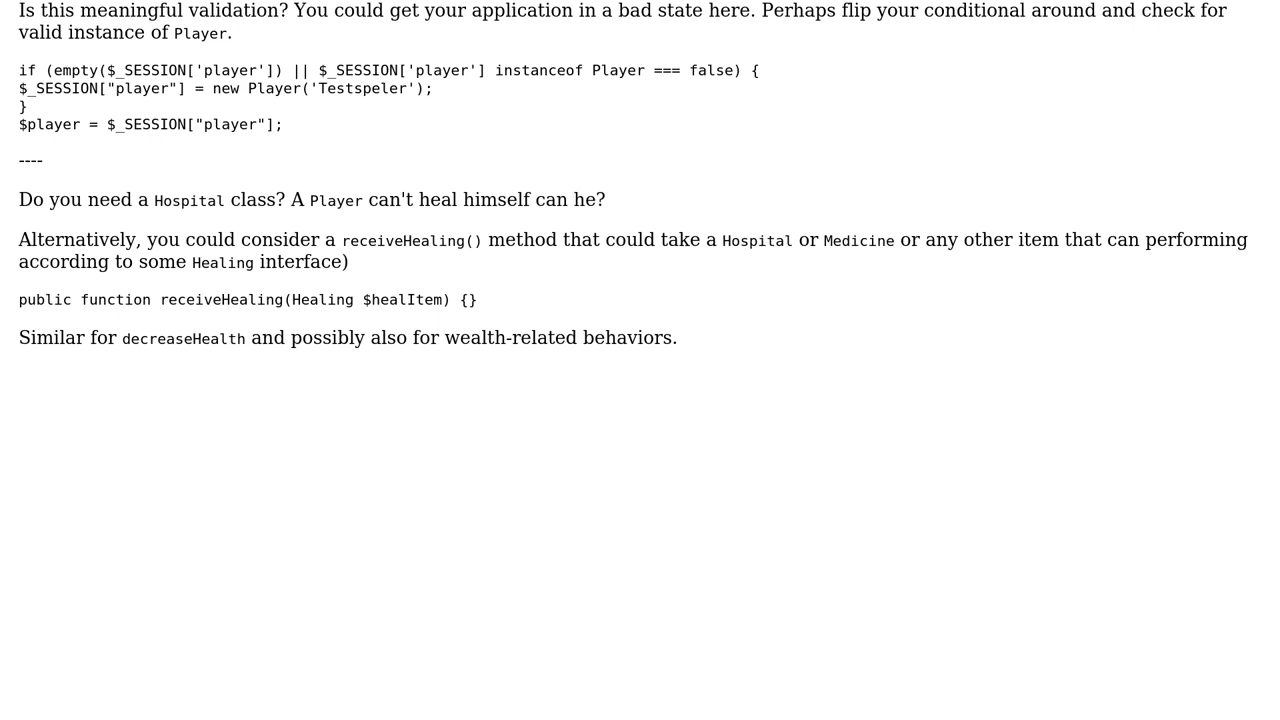 Is this meaningful validation? You could get your application in a bad state here. Perhaps flip your conditional around and check for
valid instance of Player.
if (empty($_SESSION['player']) || $_SESSION['player'] instanceof Player === false) {
$_SESSION["player"] = new Player('Testspeler');
}
$player = $_SESSION["player"];
----
Do you need a Hospital class? A Player can't heal himself can he?
Alternatively, you could consider a receiveHealing() method that could take a Hospital or Medicine or any other item that can performing
according to some Healing interface)
public function receiveHealing(Healing $healItem) {}
Similar for decreaseHealth and possibly also for wealth-related behaviors.